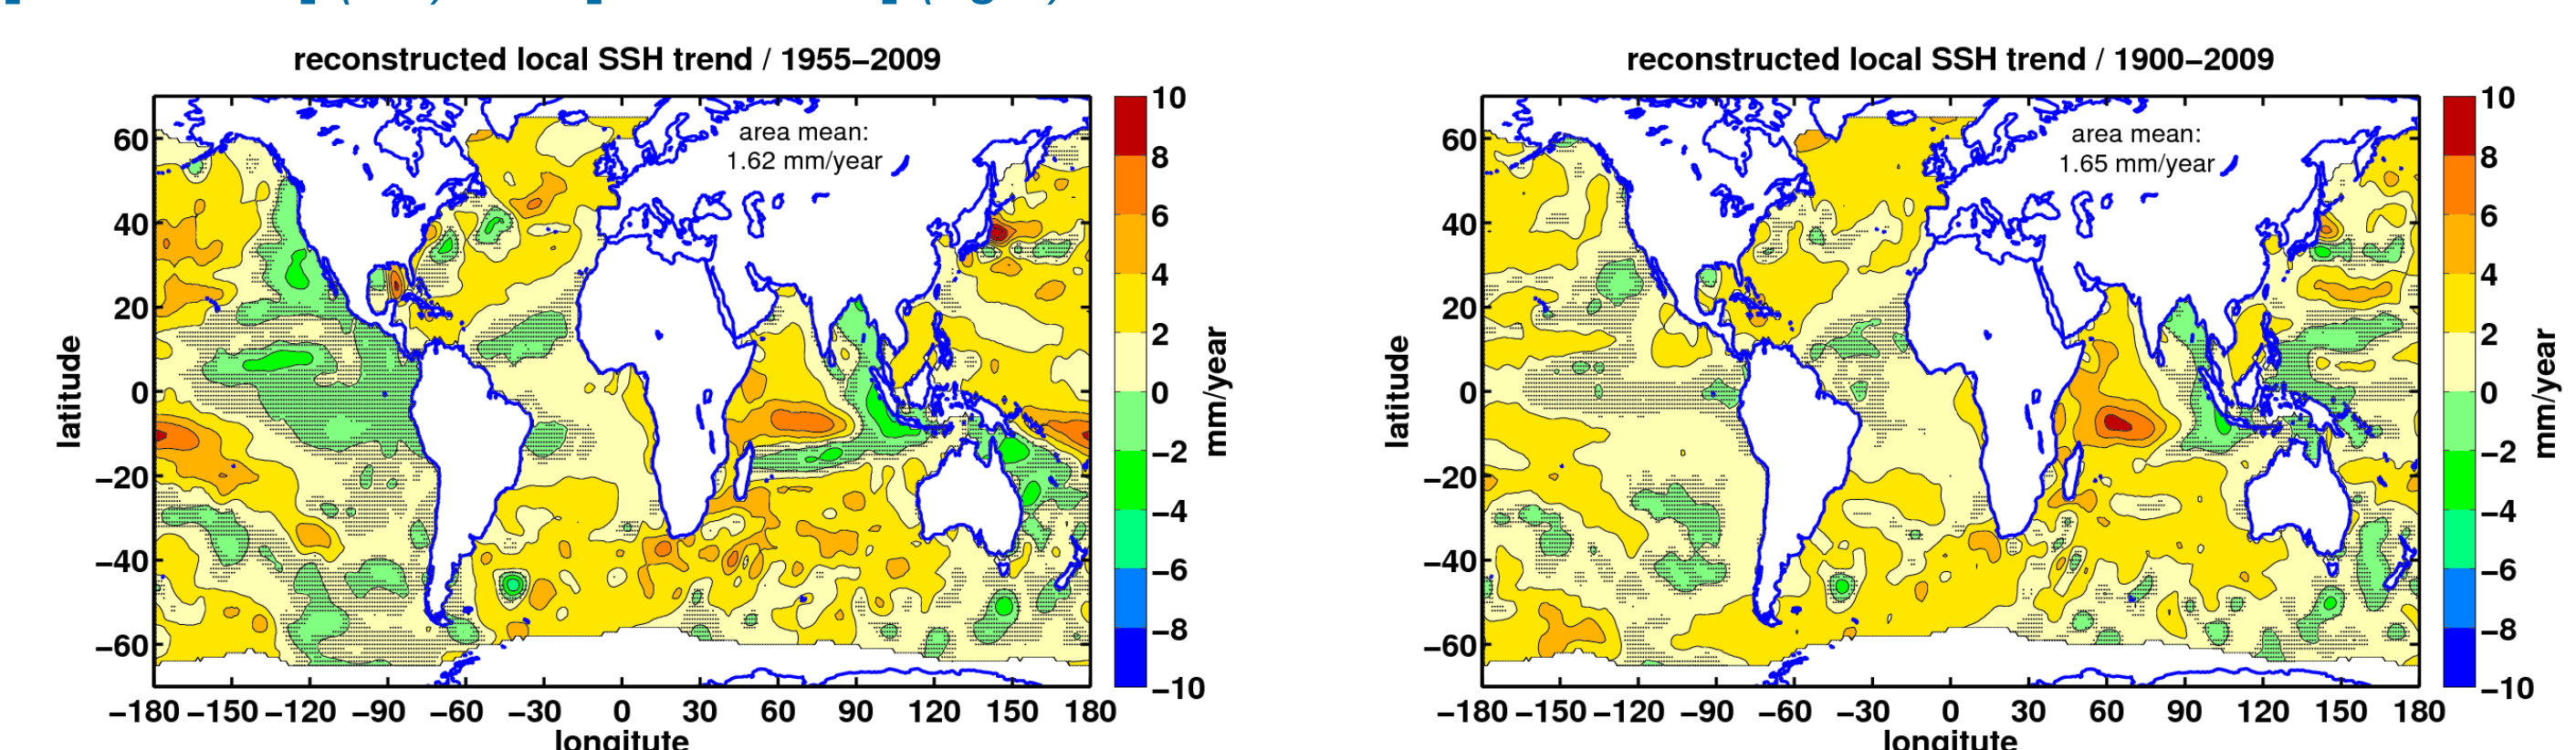 reconstructed local SSH trend / 1955−2009
area mean:
1.62 mm/year
latitude
60
40
20
0
−20
−40
−60
−180 −150 −120 −90 −60 −30 0 30 60 90 120 150 180
longitute
10
8
6
4
2
0
−2
−4
−6
−8
−10
mm/year
reconstructed local SSH trend / 1900−2009
area mean:
1.65 mm/year
latitude
60
40
20
0
−20
−40
−60
−180 −150 −120 −90 −60 −30 0 30 60 90 120 150 180
longitute
10
8
6
4
2
0
−2
−4
−6
−8
−10
mm/year